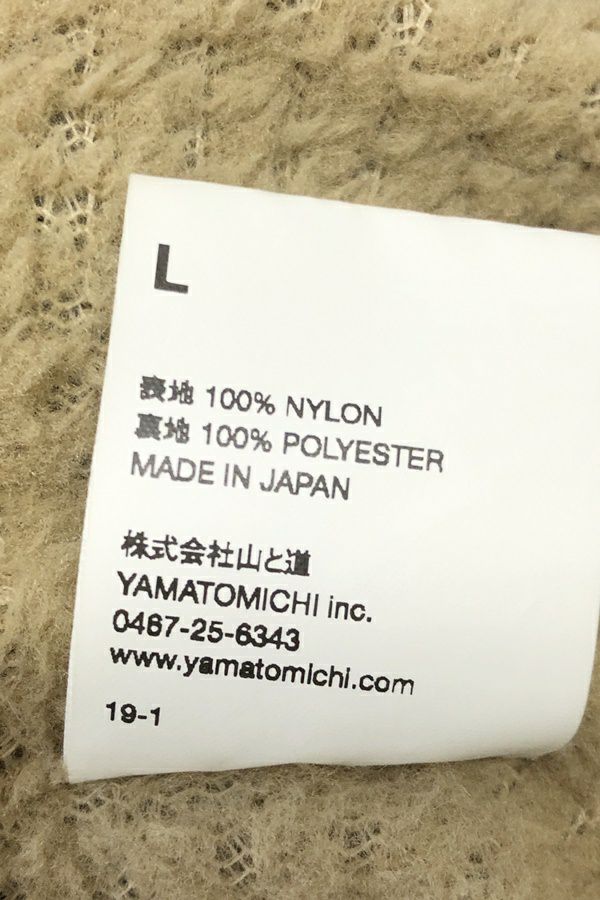 L
表地 100% NYLON
裏地 100% POLYESTER
MADE IN JAPAN
株式会社山と道
YAMATOMICHI inc.
0467-25-6343
www.yamatomichi.com
19-1